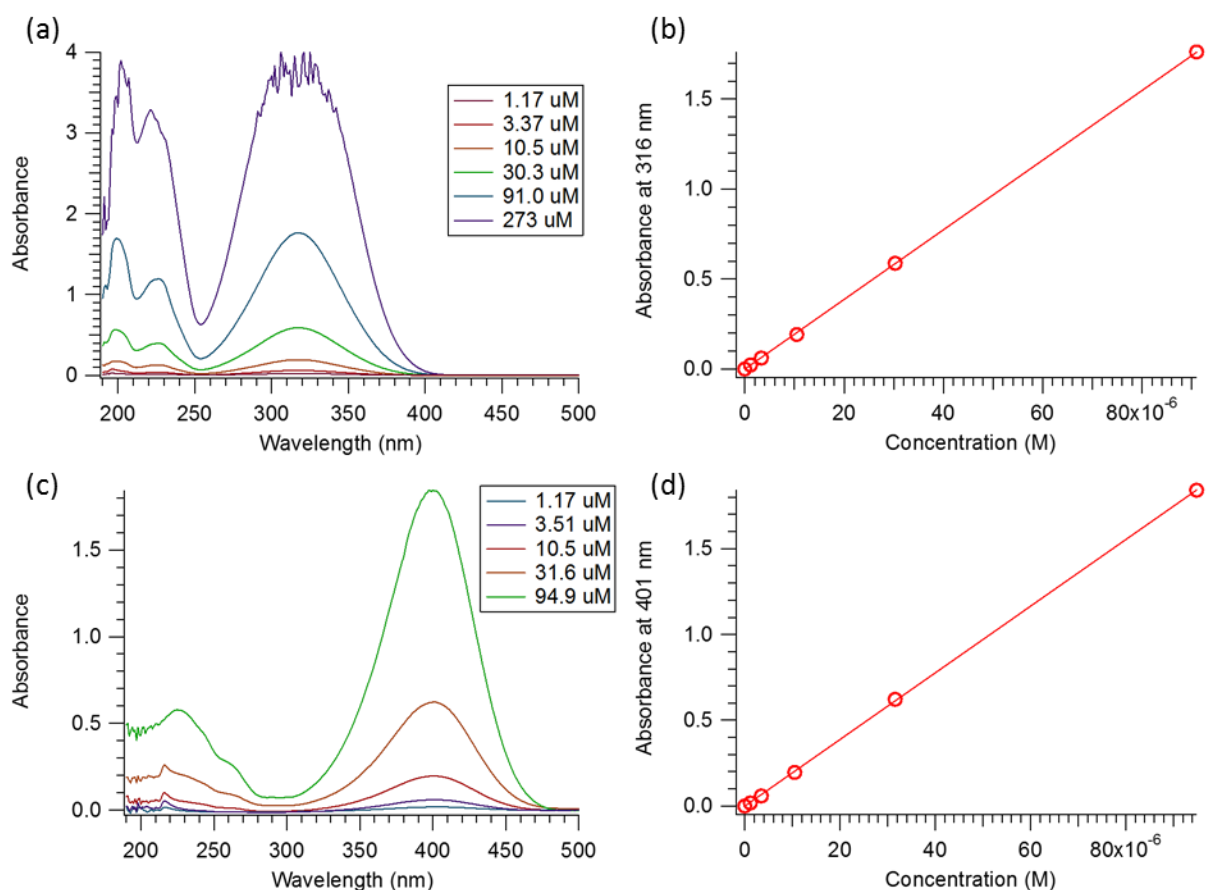 (a)
4
3
2
1
0
Absorbance
200
250
300
350
400
450
500
Wavelength (nm)
1.17 uM
3.37 uM
10.5 uM
30.3 uM
91.0 uM
273 uM
(b)
1.5
1.0
0.5
0.0
Absorbance at 316 nm
0
20
40
60
80x10-6
Concentration (M)
(c)
1.5
1.0
0.5
0.0
Absorbance
200
250
300
350
400
450
500
Wavelength (nm)
1.17 uM
3.51 uM
10.5 uM
31.6 uM
94.9 uM
(d)
1.5
1.0
0.5
0.0
Absorbance at 401 nm
0
20
40
60
80x10-6
Concentration (M)